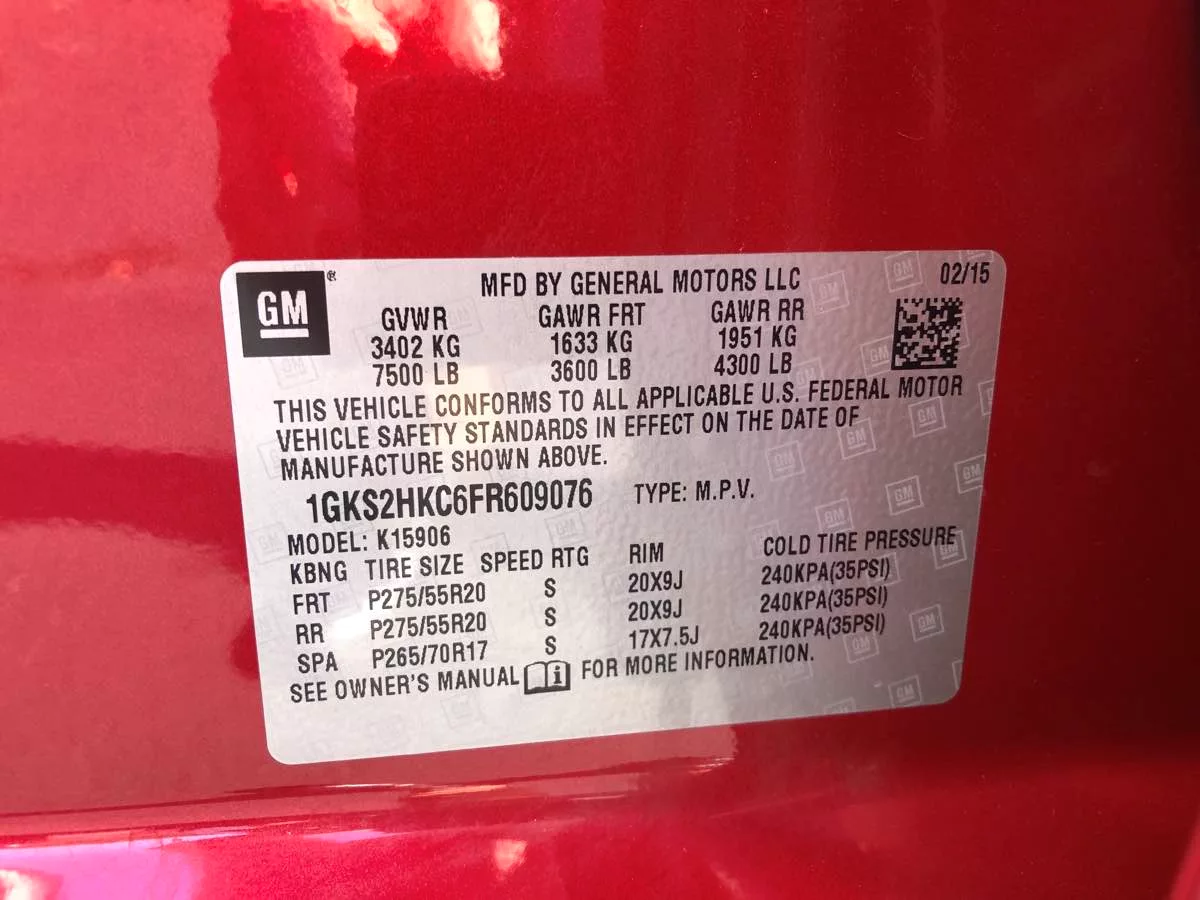 GM ®
MFD BY GENERAL MOTORS LLC 02/15
GVWR GAWR FRT GAWR RR
3402 KG 1633 KG 1951 KG
7500 LB 3600 LB 4300 LB
THIS VEHICLE CONFORMS TO ALL APPLICABLE U.S. FEDERAL MOTOR
VEHICLE SAFETY STANDARDS IN EFFECT ON THE DATE OF
MANUFACTURE SHOWN ABOVE.
1GKS2HKC6FR609076 TYPE: M.P.V.
MODEL: K15906
KBNG TIRE SIZE SPEED RTG RIM COLD TIRE PRESSURE
FRT P275/55R20 S 20X9J 240KPA(35PSI)
RR P275/55R20 S 20X9J 240KPA(35PSI)
SPA P265/70R17 S 17X7.5J 240KPA(35PSI)
SEE OWNER'S MANUAL i FOR MORE INFORMATION.